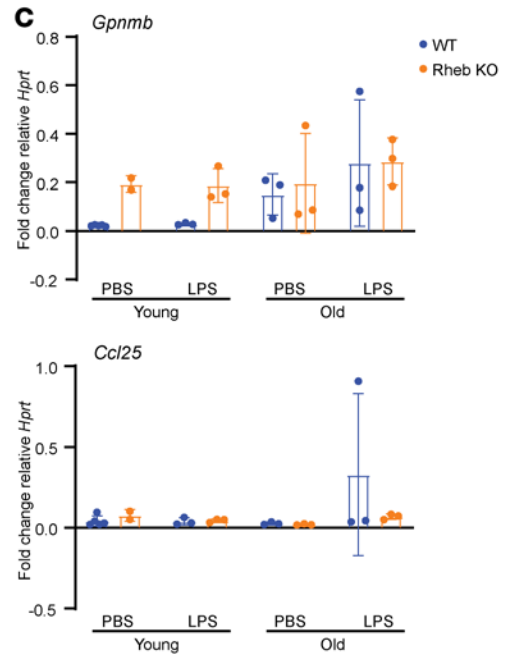 C
Gpnmb
WT
Rheb KO
Fold change relative Hprt
0.8
0.6
0.4
0.2
0.0
-0.2
PBS LPS PBS LPS
Young Old
Ccl25
Fold change relative Hprt
1.0
0.5
0.0
-0.5
PBS LPS PBS LPS
Young Old